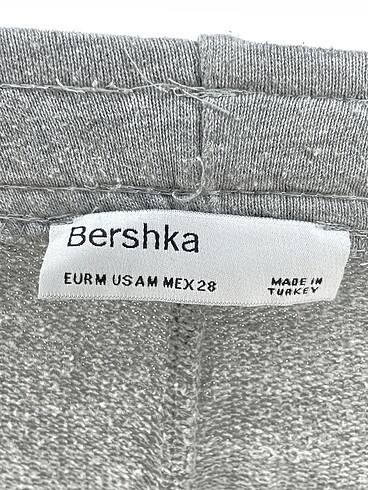 Bershka
EUR M US AM MEX 28
MADE IN
TURKEY